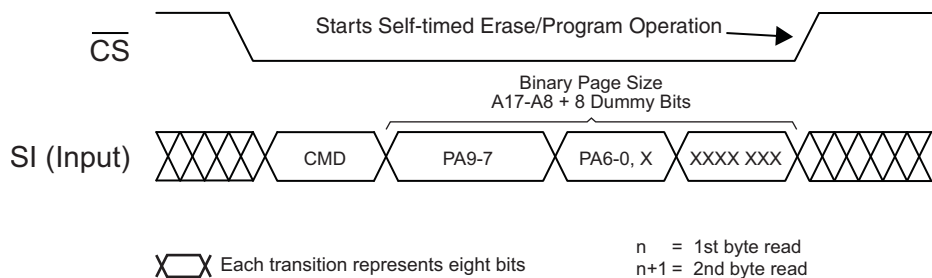 Starts Self-timed Erase/Program Operation
CS
Binary Page Size
A17-A8 + 8 Dummy Bits
SI (Input)
CMD
PA9-7
PA6-0, X
XXXX XXX
Each transition represents eight bits
n = 1st byte read
n+1 = 2nd byte read